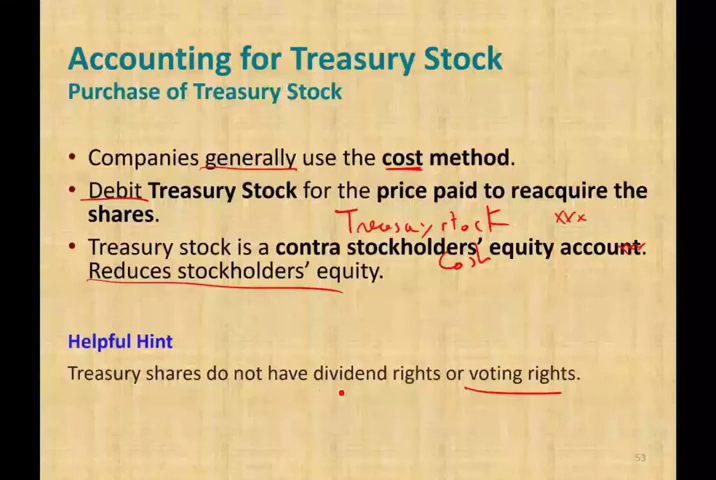 Accounting for Treasury Stock
Purchase of Treasury Stock
• Companies generally use the cost method.
• Debit Treasury Stock for the price paid to reacquire the
shares.
Treasury stock xxx
• Treasury stock is a contra stockholders’ equity account.
Cash xx
Reduces stockholders’ equity.
Helpful Hint
Treasury shares do not have dividend rights or voting rights.
53